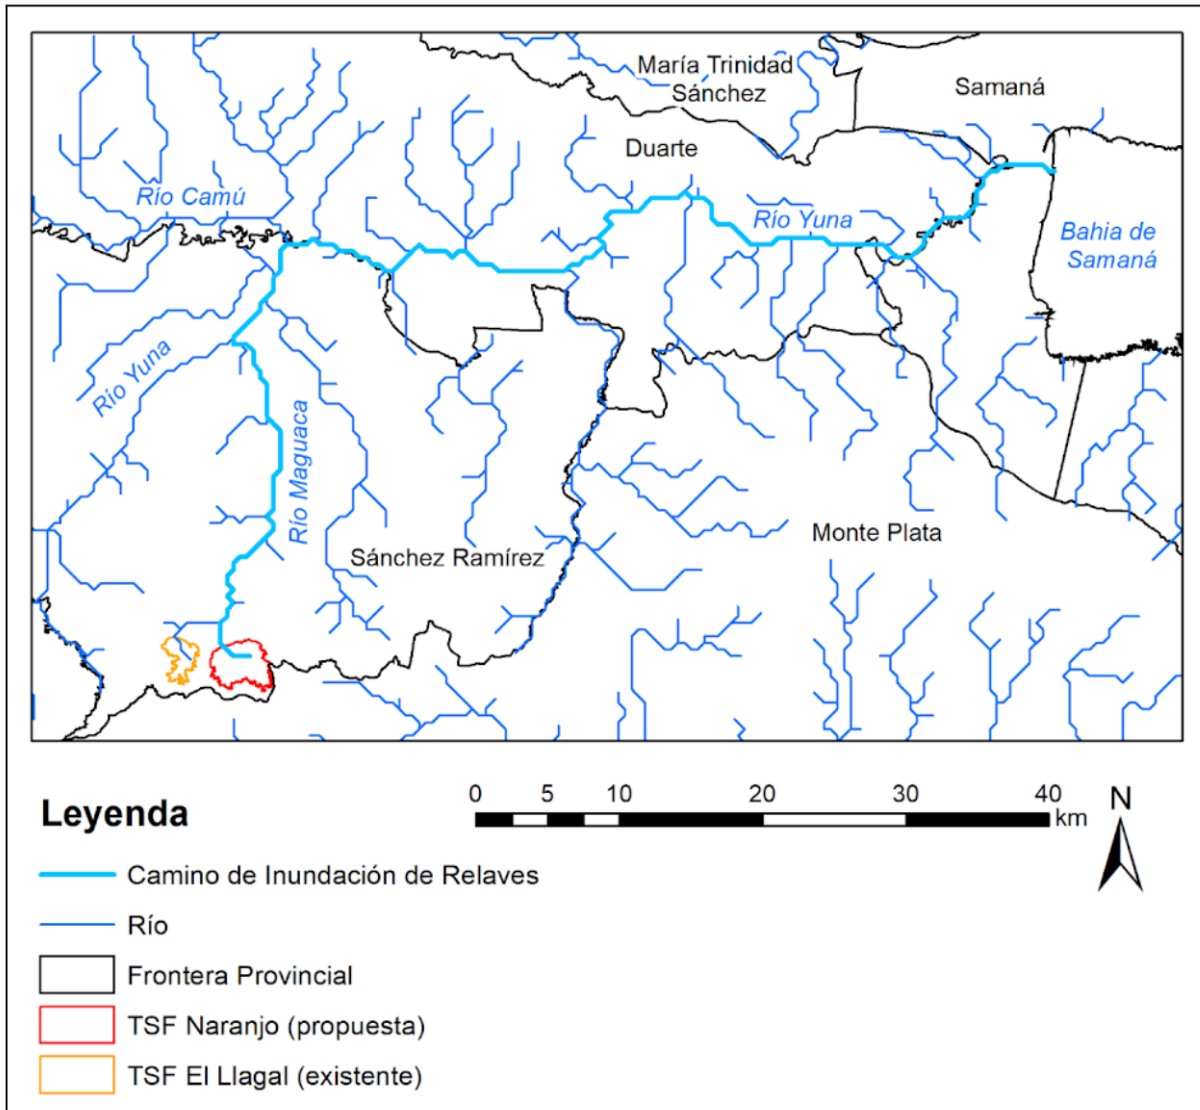 María Trinidad
Sánchez
Samaná
Duarte
Río Camú
Río Yuna
Bahia de
Samaná
Río Yuna
Río Maguaca
Monte Plata
Sánchez Ramírez
Leyenda
0 5 10 20 30 40
km
N
Camino de Inundación de Relaves
Río
Frontera Provincial
TSF Naranjo (propuesta)
TSF El Llagal (existente)